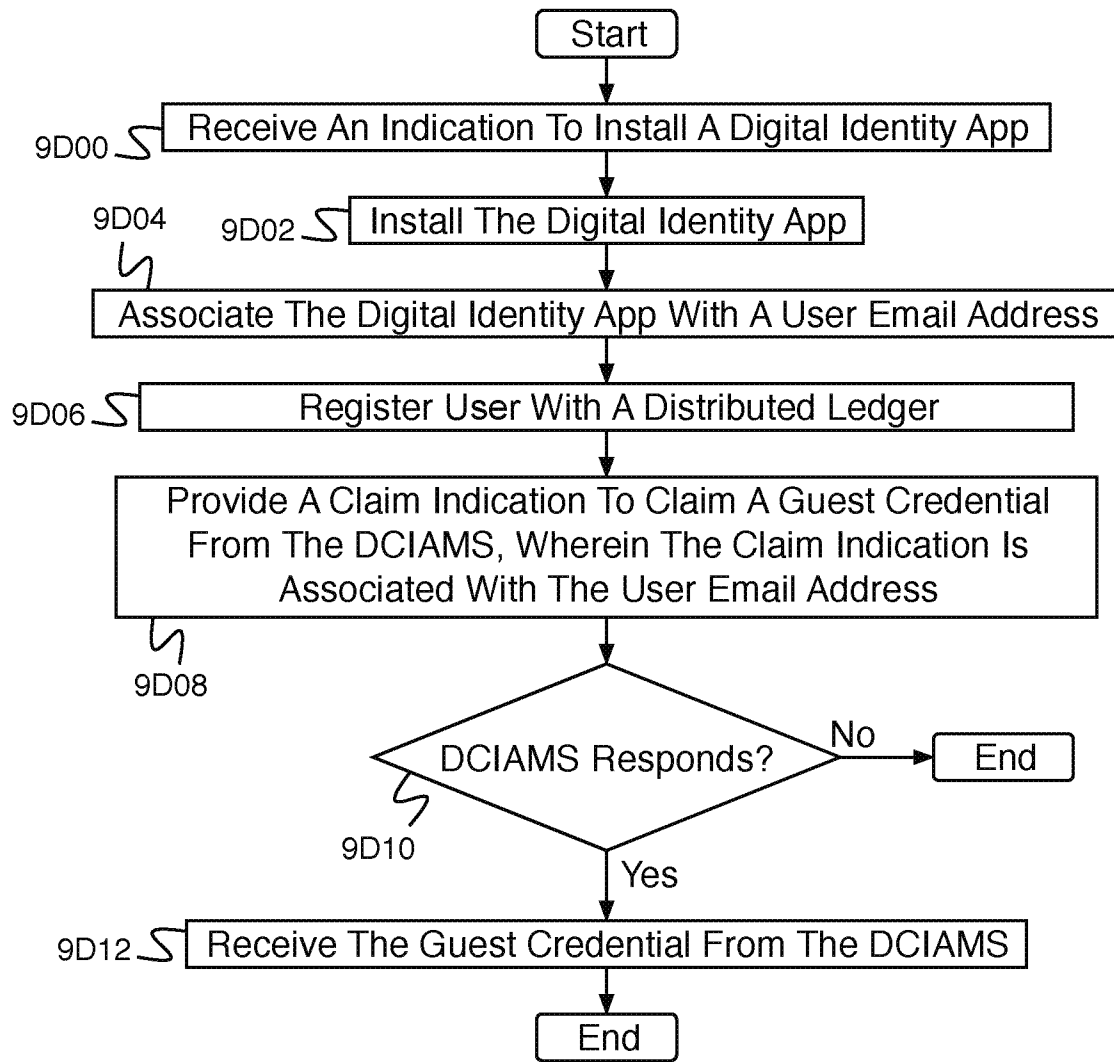 Start
Receive An Indication To Install A Digital Identity App
9D00
Install The Digital Identity App
9D02
9D04
Associate The Digital Identity App With A User Email Address
Register User With A Distributed Ledger
9D06
Provide A Claim Indication To Claim A Guest Credential
From The DCIAMS, Wherein The Claim Indication Is
Associated With The User Email Address
9D08
DCIAMS Responds?
No
End
9D10
Yes
Receive The Guest Credential From The DCIAMS
9D12
End